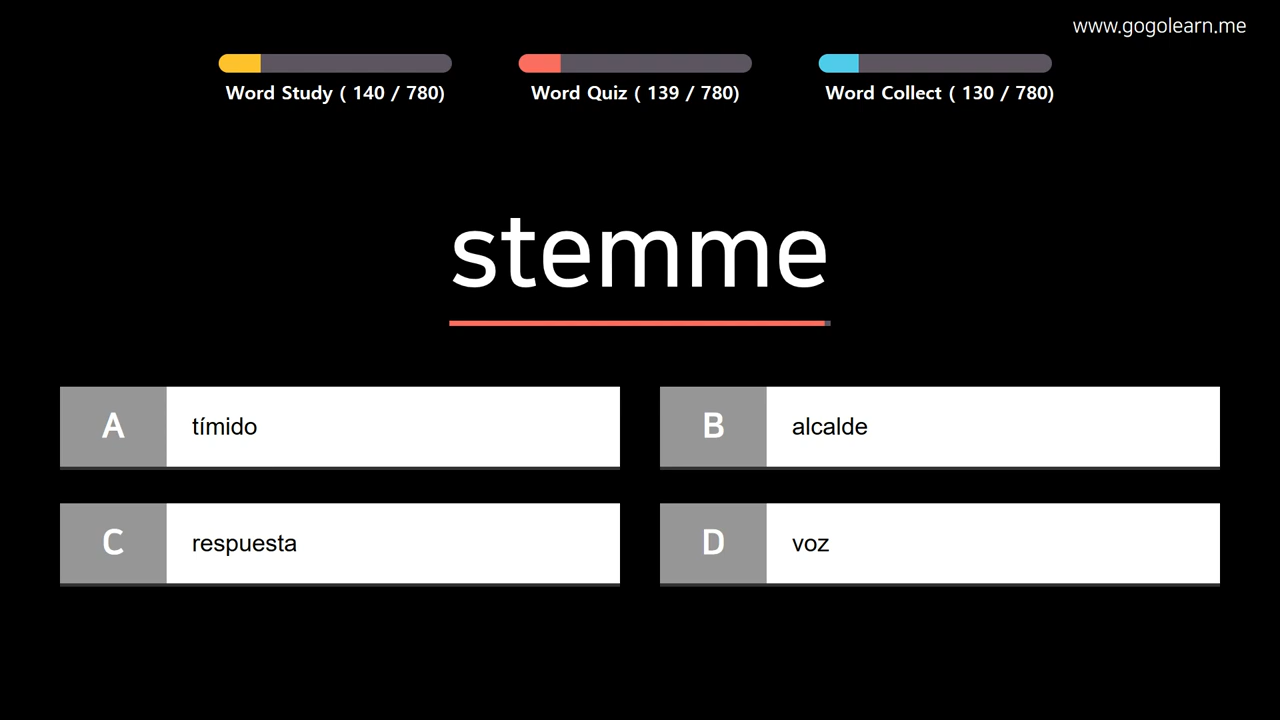 www.gogolearn.me
Word Study ( 140 / 780)
Word Quiz ( 139 / 780)
Word Collect ( 130 / 780)
stemme
A tímido
B alcalde
C respuesta
D voz